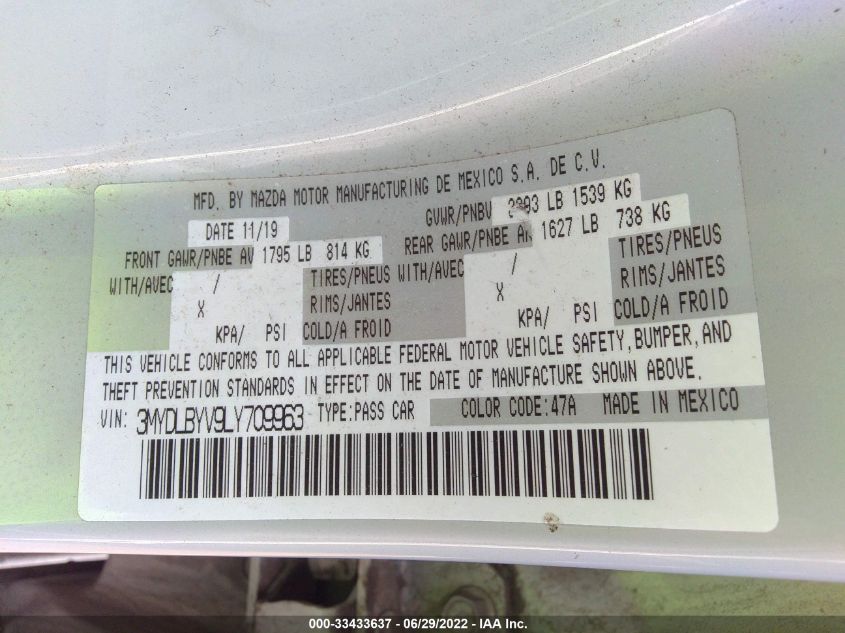 MFD. BY MAZDA MOTOR MANUFACTURING DE MEXICO S.A. DE C.V.
DATE 11/19 GVWR/PNBV 3393 LB 1539 KG
FRONT GAWR/PNBE AV 1795 LB 814 KG REAR GAWR/PNBE AR 1627 LB 738 KG
WITH/AVEC / TIRES/PNEUS WITH/AVEC / TIRES/PNEUS
X RIMS/JANTES X RIMS/JANTES
KPA/ PSI COLD/A FROID KPA/ PSI COLD/A FROID
THIS VEHICLE CONFORMS TO ALL APPLICABLE FEDERAL MOTOR VEHICLE SAFETY, BUMPER, AND
THEFT PREVENTION STANDARDS IN EFFECT ON THE DATE OF MANUFACTURE SHOWN ABOVE.
VIN: 3MYDLBYV9LY709963 TYPE:PASS CAR COLOR CODE:47A MADE IN MEXICO
000-33433637 - 06/29/2022 - IAA Inc.